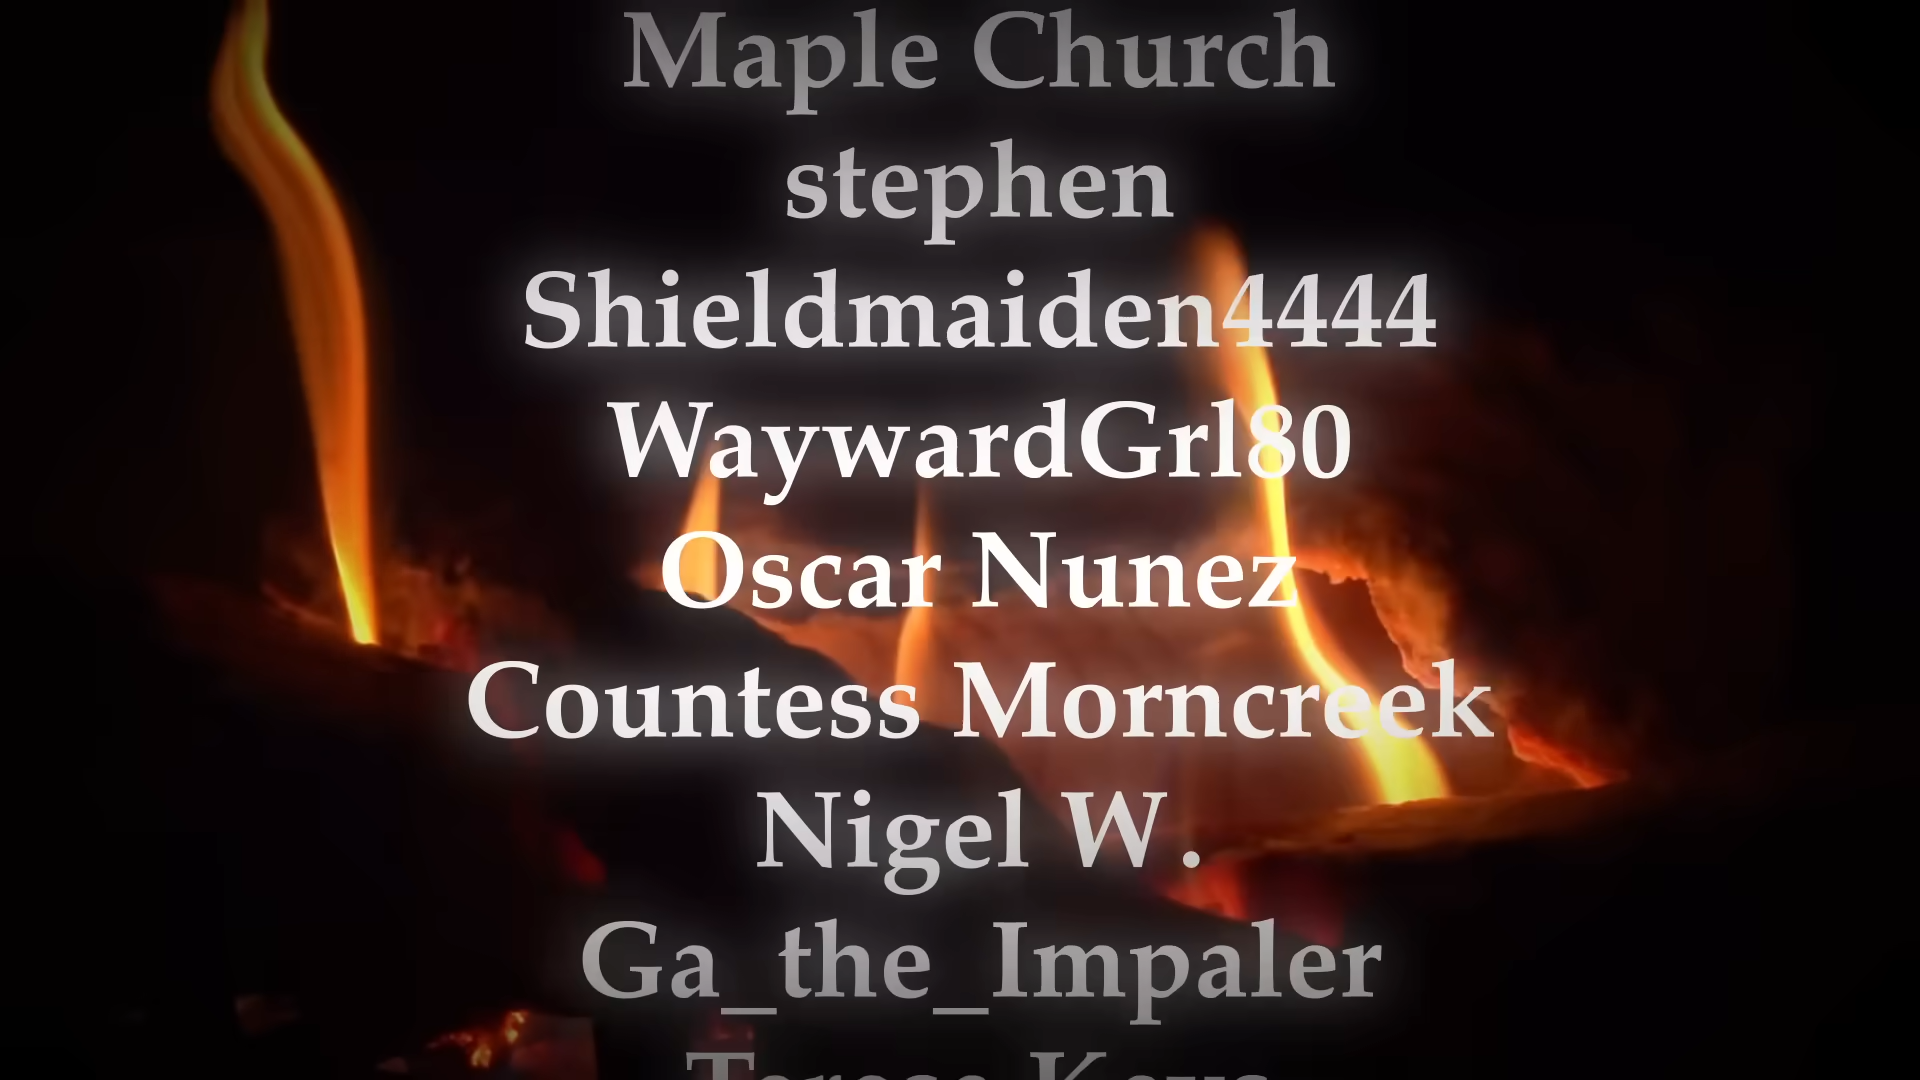 Maple Church
stephen
Shieldmaiden4444
WaywardGrl80
Oscar Nunez
Countess Morncreek
Nigel W.
Ga_the_Impaler